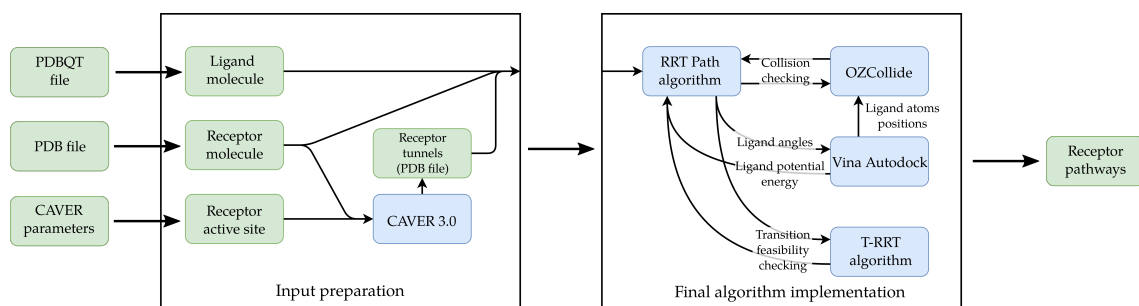 PDBQT
file
PDB file
CAVER
parameters
Ligand
molecule
Receptor
molecule
Receptor
active site
Receptor
tunnels
(PDB file)
CAVER 3.0
Input preparation
RRT Path
algorithm
Collision
checking
OZCollide
Ligand atoms
positions
Ligand angles
Ligand potential
energy
Vina Autodock
Transition
feasibility
checking
T-RRT
algorithm
Final algorithm implementation
Receptor
pathways